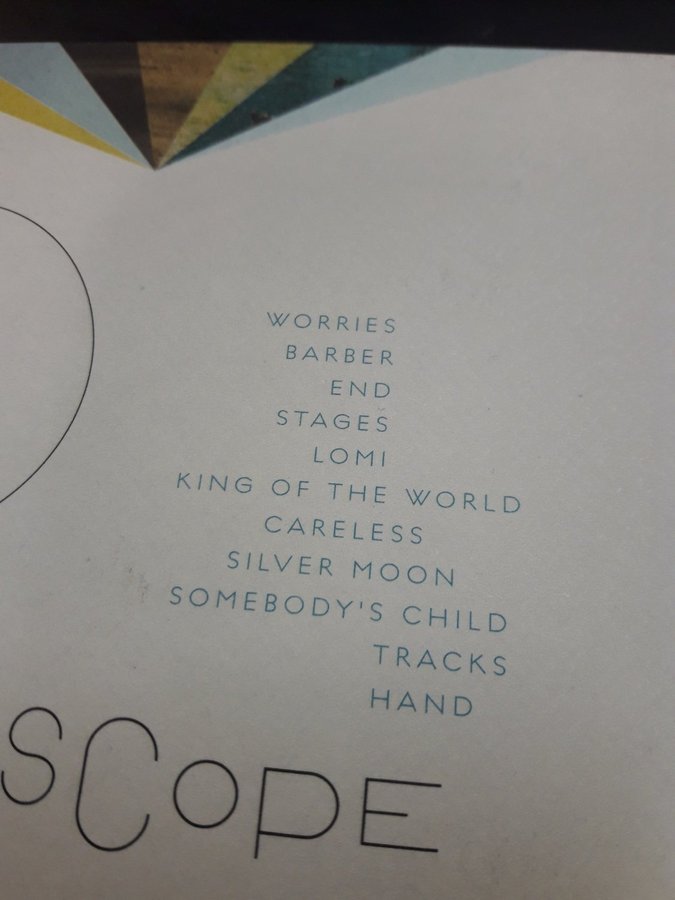 WORRIES
BARBER
END
STAGES
LOMI
KING OF THE WORLD
CARELESS
SILVER MOON
SOMEBODY'S CHILD
TRACKS
HAND
SCOPE